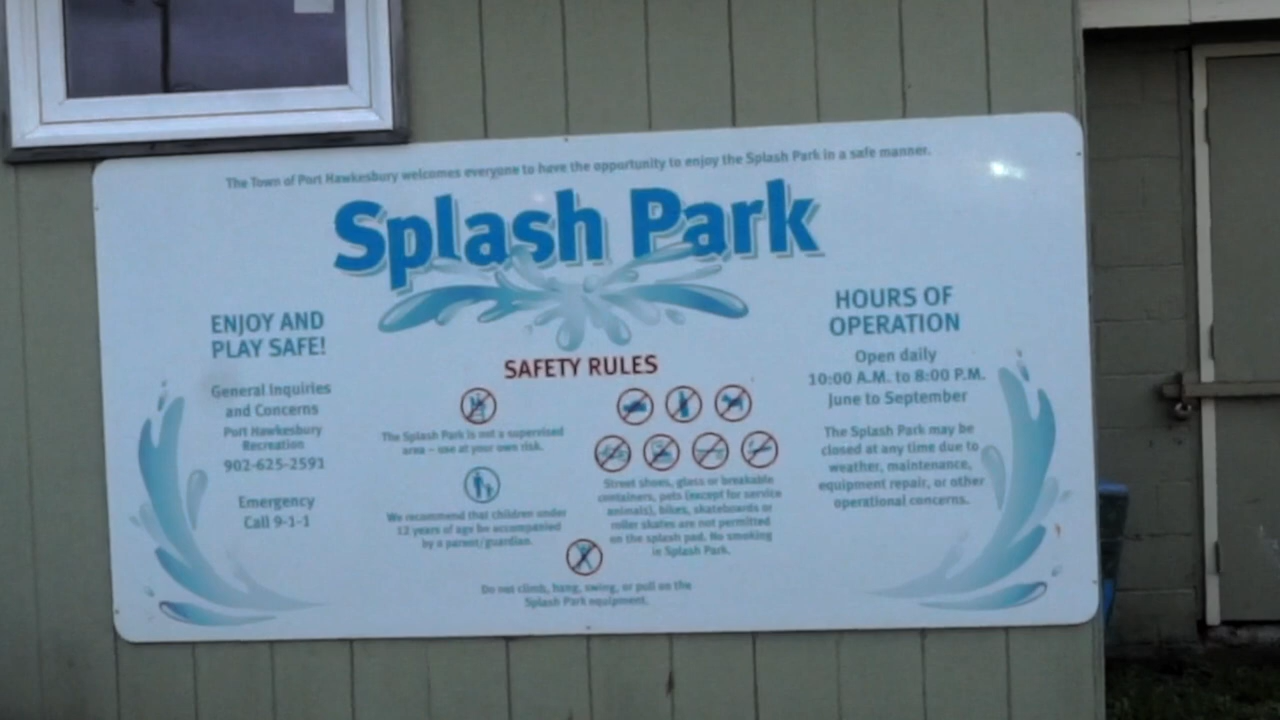 The Town of Port Hawkesbury welcomes everyone to have the opportunity to enjoy the Splash Park in a safe manner.
Splash Park
ENJOY AND
PLAY SAFE!
General Inquiries
and Concerns
Port Hawkesbury
Recreation
902-625-2591
Emergency
Call 9-1-1
SAFETY RULES
The Splash Park is not a supervised
area – use at your own risk.
We recommend that children under
12 years of age be accompanied
by a parent/guardian.
Street shoes, glass or breakable
containers, pets (except for service
animals), bikes, skateboards or
roller skates are not permitted
on the splash pad. No smoking
in Splash Park.
Do not climb, hang, swing, or pull on the
Splash Park equipment.
HOURS OF
OPERATION
Open daily
10:00 A.M. to 8:00 P.M.
June to September
The Splash Park may be
closed at any time due to
weather, maintenance,
equipment repair, or other
operational concerns.